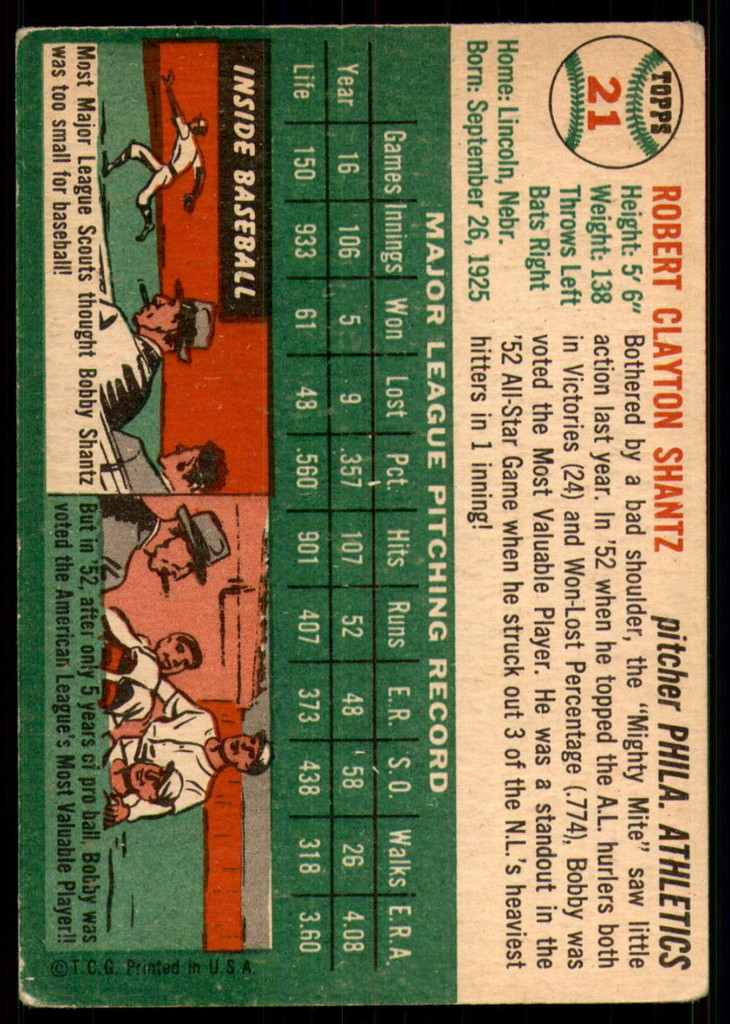 TOPPS
21
ROBERT CLAYTON SHANTZ pitcher PHILA. ATHLETICS
Height: 5' 6"
Weight: 138
Throws Left
Bats Right
Home: Lincoln, Nebr.
Born: September 26, 1925
Bothered by a bad shoulder, the "Mighty Mite" saw little
action last year. In '52 when he topped the A.L. hurlers both
in Victories (24) and Won-Lost Percentage (.774), Bobby was
voted the Most Valuable Player. He was a standout in the
'52 All-Star Game when he struck out 3 of the N.L.'s heaviest
hitters in 1 inning!
MAJOR LEAGUE PITCHING RECORD
Games Innings Won Lost Pct. Hits Runs E.R. S.O. Walks E.R.A.
Year 16 106 5 9 .357 107 52 48 58 26 4.08
Life 150 933 61 48 .560 901 407 373 438 318 3.60
INSIDE BASEBALL
Most Major League Scouts thought Bobby Shantz
was too small for baseball!
But in '52, after only 5 years of pro ball, Bobby was
voted the American League's Most Valuable Player!!
© T.C.G. Printed in U.S.A.